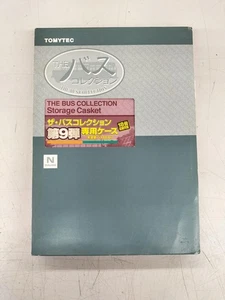 TOMYTEC
バス
コレクション
THE BUS COLLECTION
Storage Casket
ザ・バスコレクション
第9弾 専用ケース
N